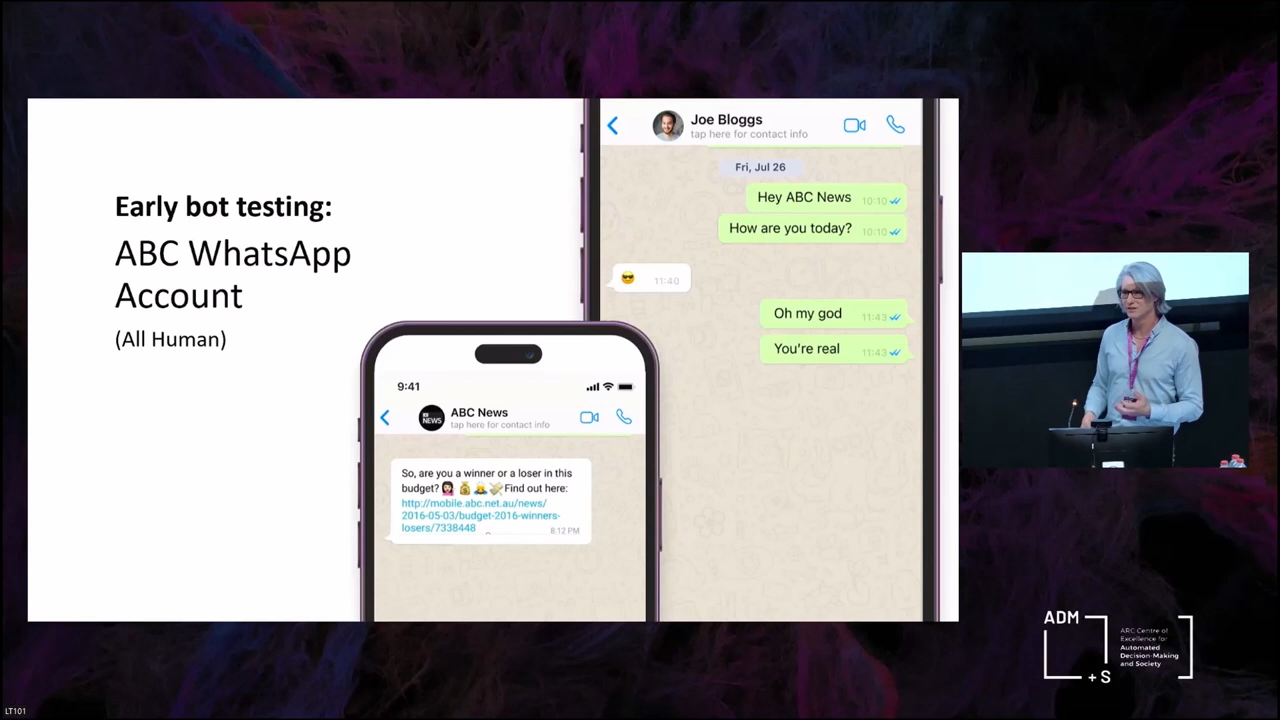 Early bot testing:
ABC WhatsApp
Account
(All Human)
Joe Bloggs
tap here for contact info
Fri, Jul 26
Hey ABC News 10:10
How are you today? 10:10
11:40
Oh my god 11:43
You're real 11:43
9:41
NEWS
ABC News
tap here for contact info
So, are you a winner or a loser in this
budget? Find out here:
http://mobile.abc.net.au/news/
2016-05-03/budget-2016-winners-
losers/7338448
8:12 PM
ADM
+ S
ARC Centre of
Excellence for
Automated
Decision-Making
and Society
LT101